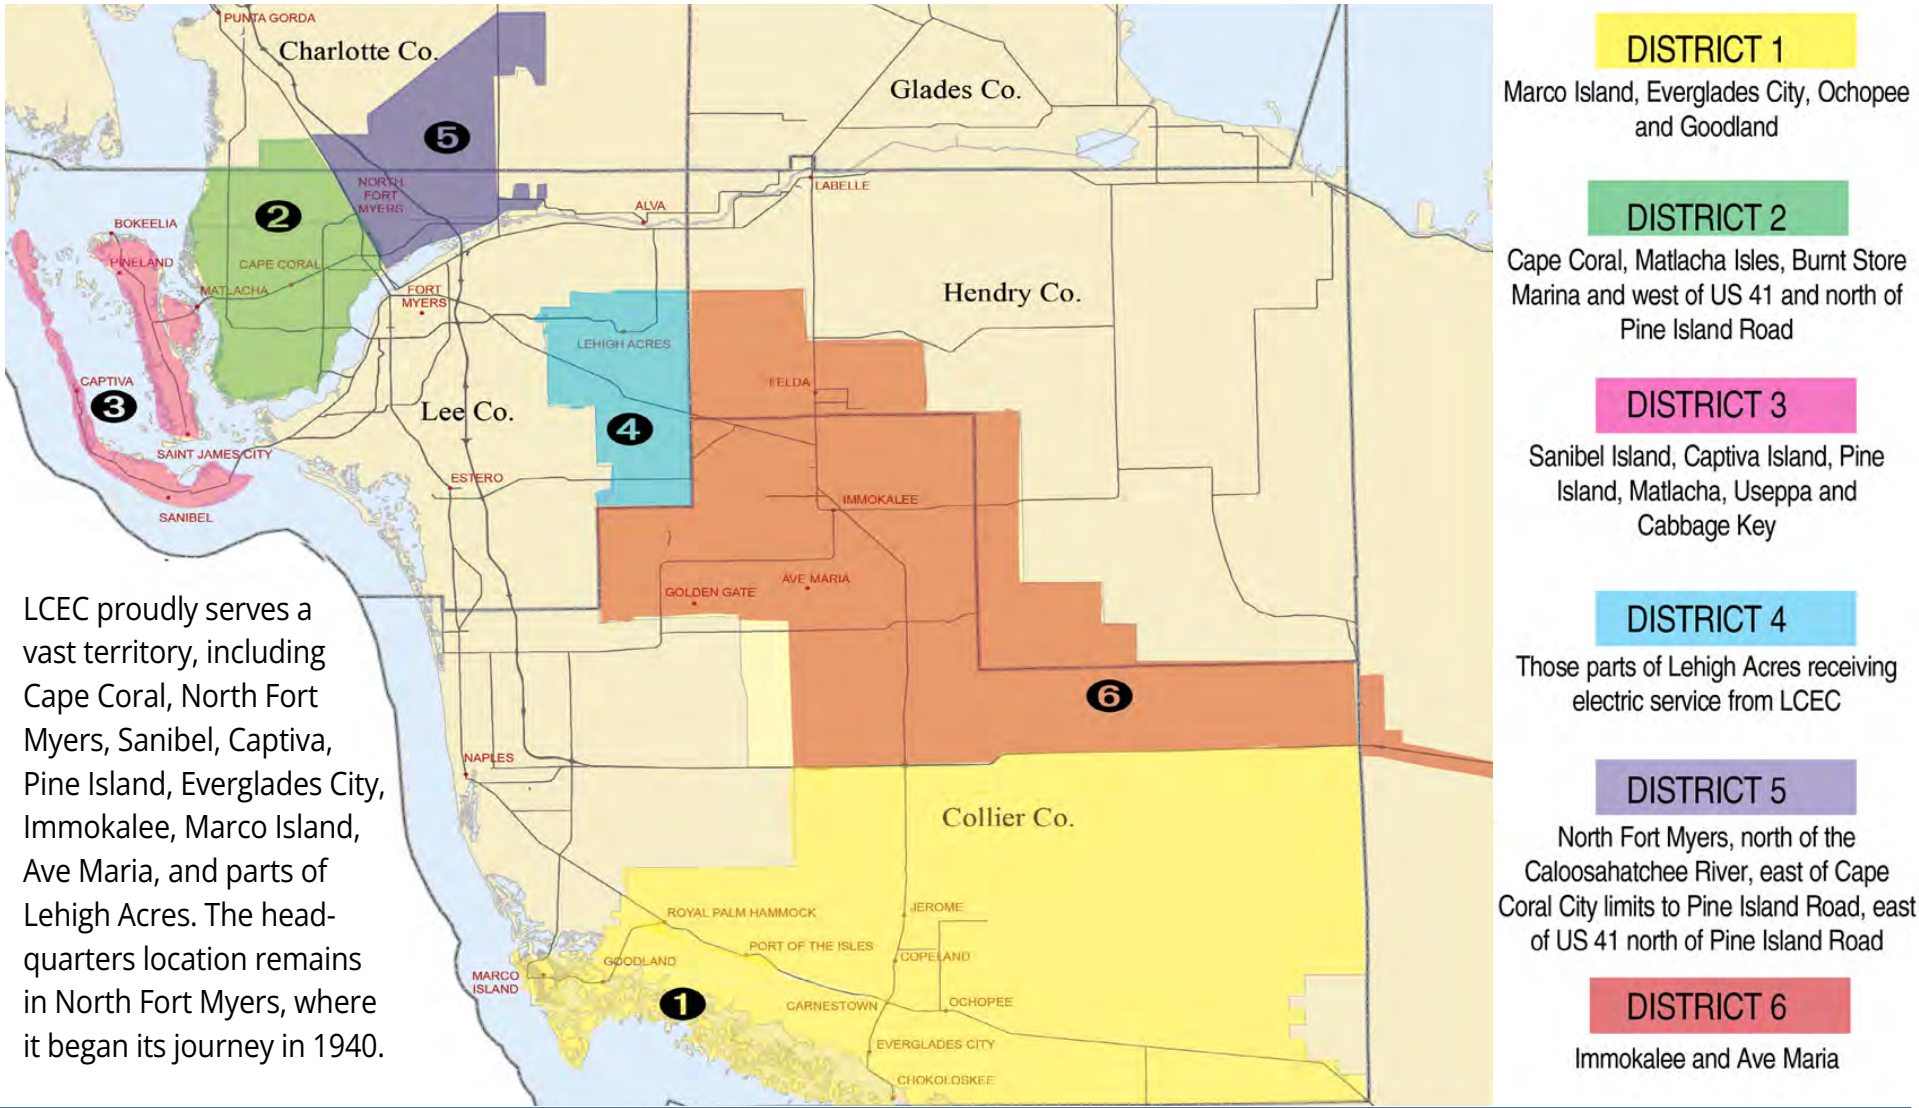 PUNTA GORDA
Charlotte Co.
Glades Co.
5
NORTH
FORT
MYERS
LABELLE
ALVA
2
BOKEELIA
PINELAND
CAPE CORAL
MATLACHA
FORT
MYERS
Hendry Co.
LEHIGH ACRES
CAPTIVA
3
FELDA
Lee Co.
4
SAINT JAMES CITY
ESTERO
SANIBEL
IMMOKALEE
AVE MARIA
GOLDEN GATE
6
NAPLES
Collier Co.
ROYAL PALM HAMMOCK
JEROME
PORT OF THE ISLES
COPELAND
GOODLAND
MARCO
ISLAND
1
CARNESTOWN
OCHOPEE
EVERGLADES CITY
CHOKOLOSKEE
LCEC proudly serves a
vast territory, including
Cape Coral, North Fort
Myers, Sanibel, Captiva,
Pine Island, Everglades City,
Immokalee, Marco Island,
Ave Maria, and parts of
Lehigh Acres. The head-
quarters location remains
in North Fort Myers, where
it began its journey in 1940.
DISTRICT 1
Marco Island, Everglades City, Ochopee
and Goodland
DISTRICT 2
Cape Coral, Matlacha Isles, Burnt Store
Marina and west of US 41 and north of
Pine Island Road
DISTRICT 3
Sanibel Island, Captiva Island, Pine
Island, Matlacha, Useppa and
Cabbage Key
DISTRICT 4
Those parts of Lehigh Acres receiving
electric service from LCEC
DISTRICT 5
North Fort Myers, north of the
Caloosahatchee River, east of Cape
Coral City limits to Pine Island Road, east
of US 41 north of Pine Island Road
DISTRICT 6
Immokalee and Ave Maria